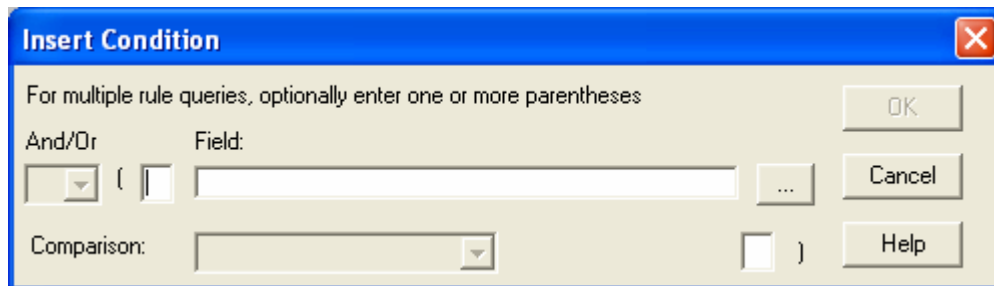 Insert Condition
For multiple rule queries, optionally enter one or more parentheses
OK
And/Or Field:
( ...
Cancel
Comparison: )
Help